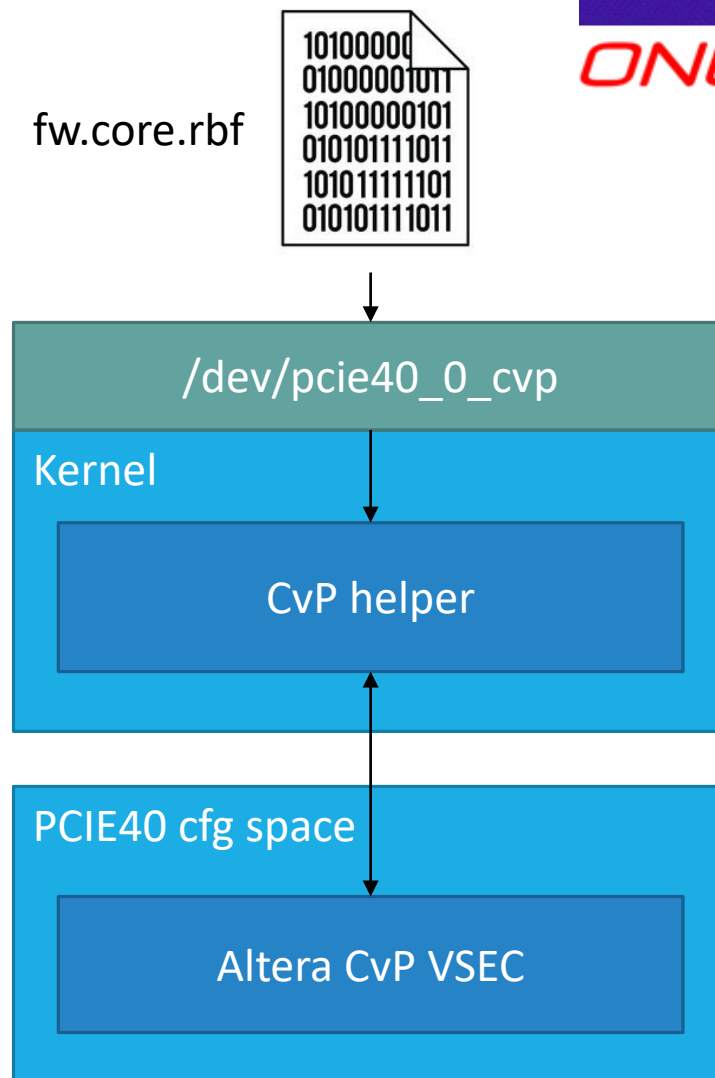 10100000
01000001011
10100000101
010101111011
101011111101
010101111011
fw.core.rbf
/dev/pcie40_0_cvp
Kernel
CvP helper
PCIE40 cfg space
Altera CvP VSEC